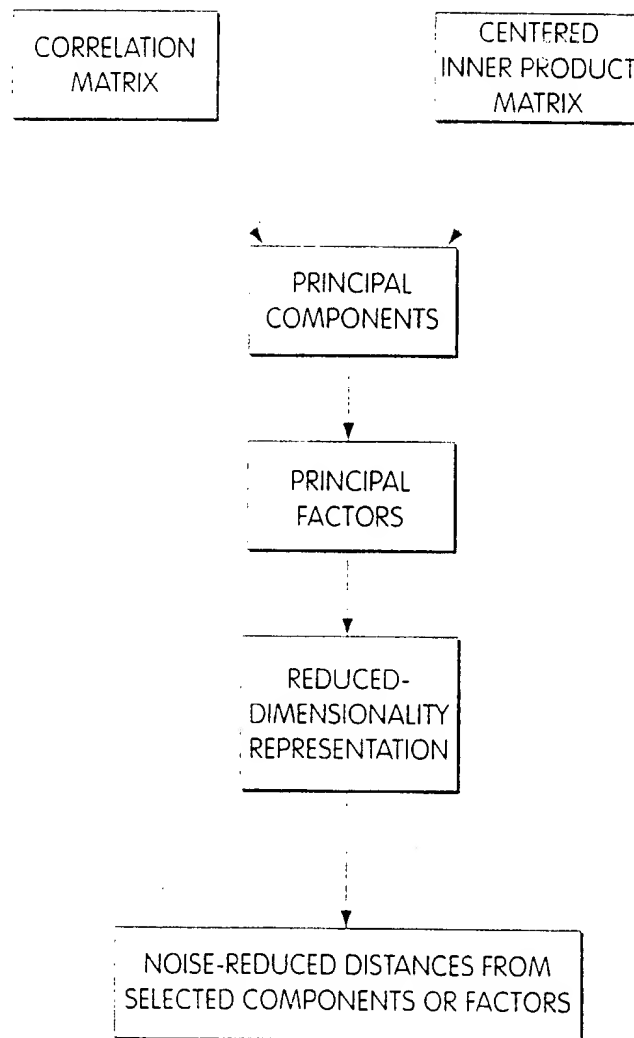 CORRELATION
MATRIX
CENTERED
INNER PRODUCT
MATRIX
PRINCIPAL
COMPONENTS
PRINCIPAL
FACTORS
REDUCED-
DIMENSIONALITY
REPRESENTATION
NOISE-REDUCED DISTANCES FROM
SELECTED COMPONENTS OR FACTORS